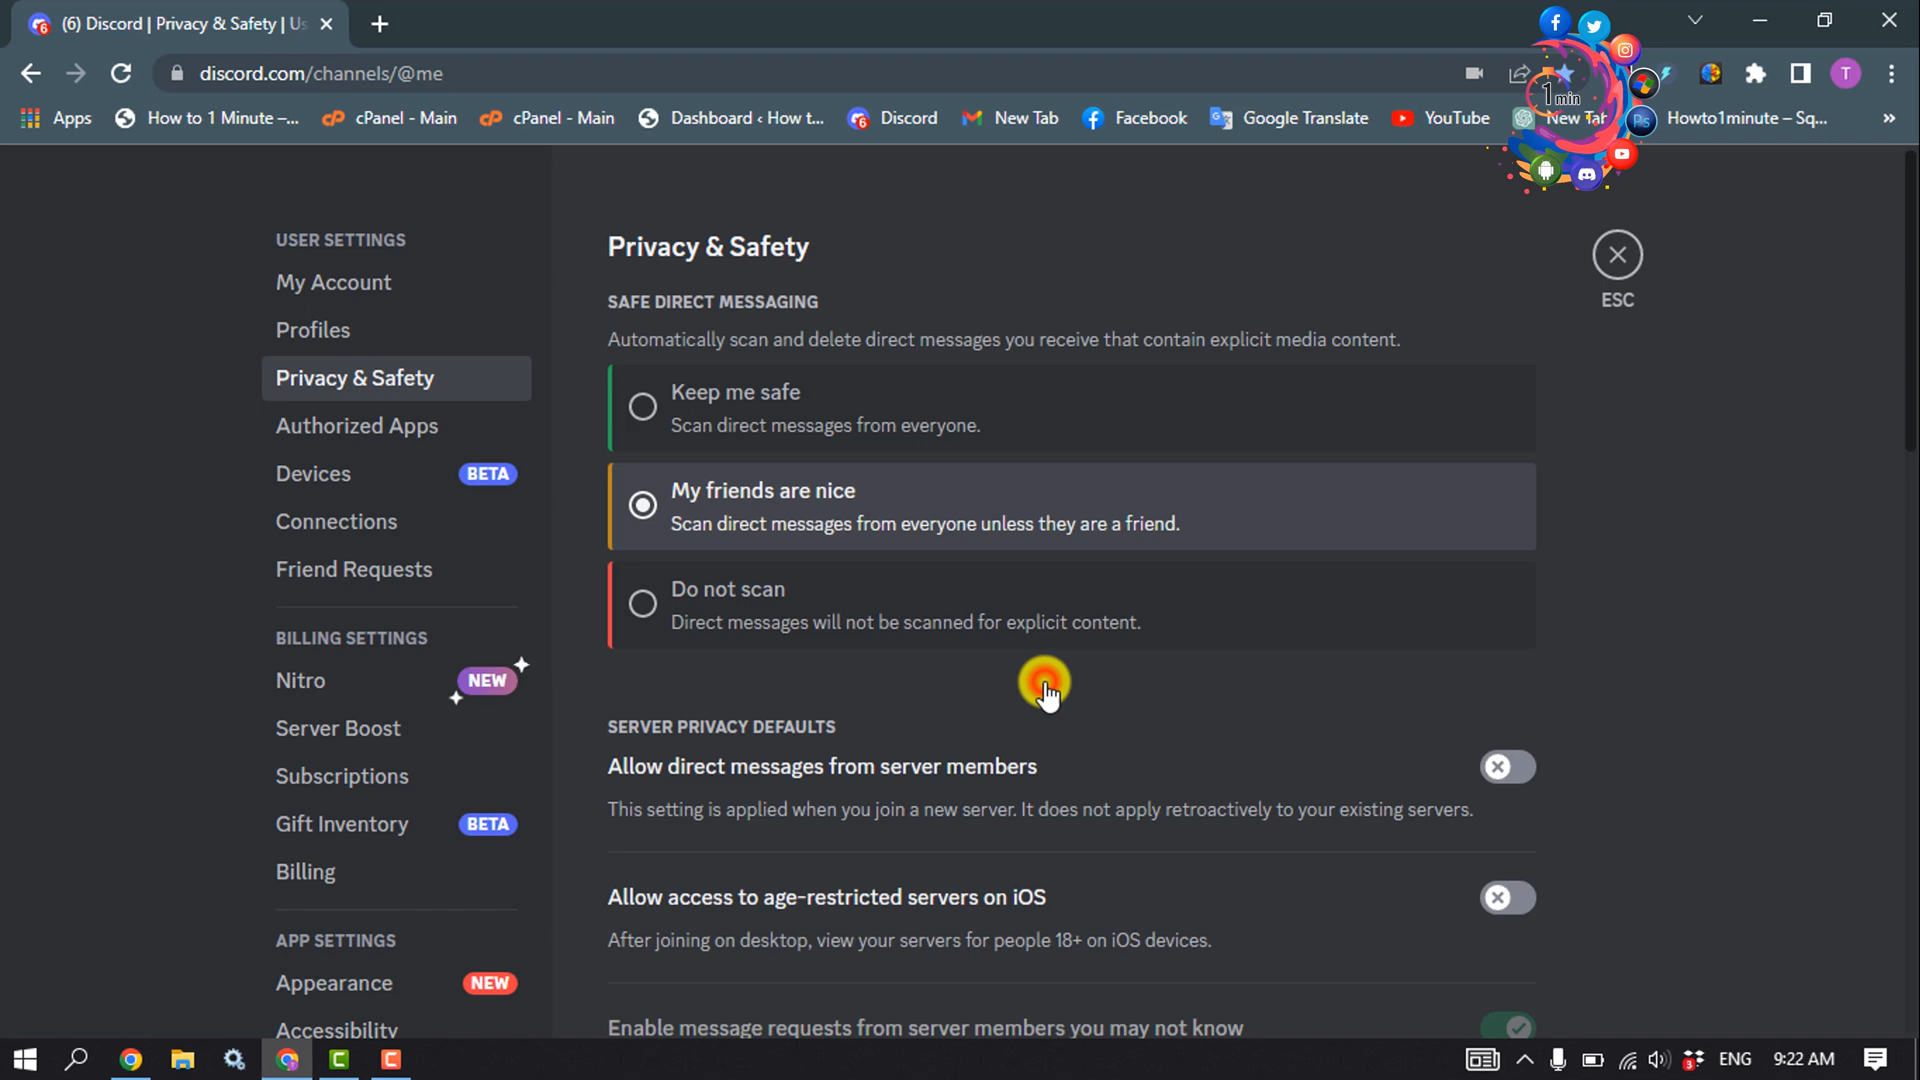 (6) Discord | Privacy & Safety | Us
discord.com/channels/@me
T
Apps
How to 1 Minute –...
cPanel - Main
cPanel - Main
Dashboard ‹ How t...
Discord
New Tab
Facebook
Google Translate
YouTube
New Tab
Howto1minute – Sq...
»
1 min
Ps
USER SETTINGS
My Account
Profiles
Privacy & Safety
Authorized Apps
Devices BETA
Connections
Friend Requests
BILLING SETTINGS
Nitro NEW
Server Boost
Subscriptions
Gift Inventory BETA
Billing
APP SETTINGS
Appearance NEW
Accessibility
Privacy & Safety
ESC
SAFE DIRECT MESSAGING
Automatically scan and delete direct messages you receive that contain explicit media content.
Keep me safe
Scan direct messages from everyone.
My friends are nice
Scan direct messages from everyone unless they are a friend.
Do not scan
Direct messages will not be scanned for explicit content.
SERVER PRIVACY DEFAULTS
Allow direct messages from server members
This setting is applied when you join a new server. It does not apply retroactively to your existing servers.
Allow access to age-restricted servers on iOS
After joining on desktop, view your servers for people 18+ on iOS devices.
Enable message requests from server members you may not know
3
ENG
9:22 AM